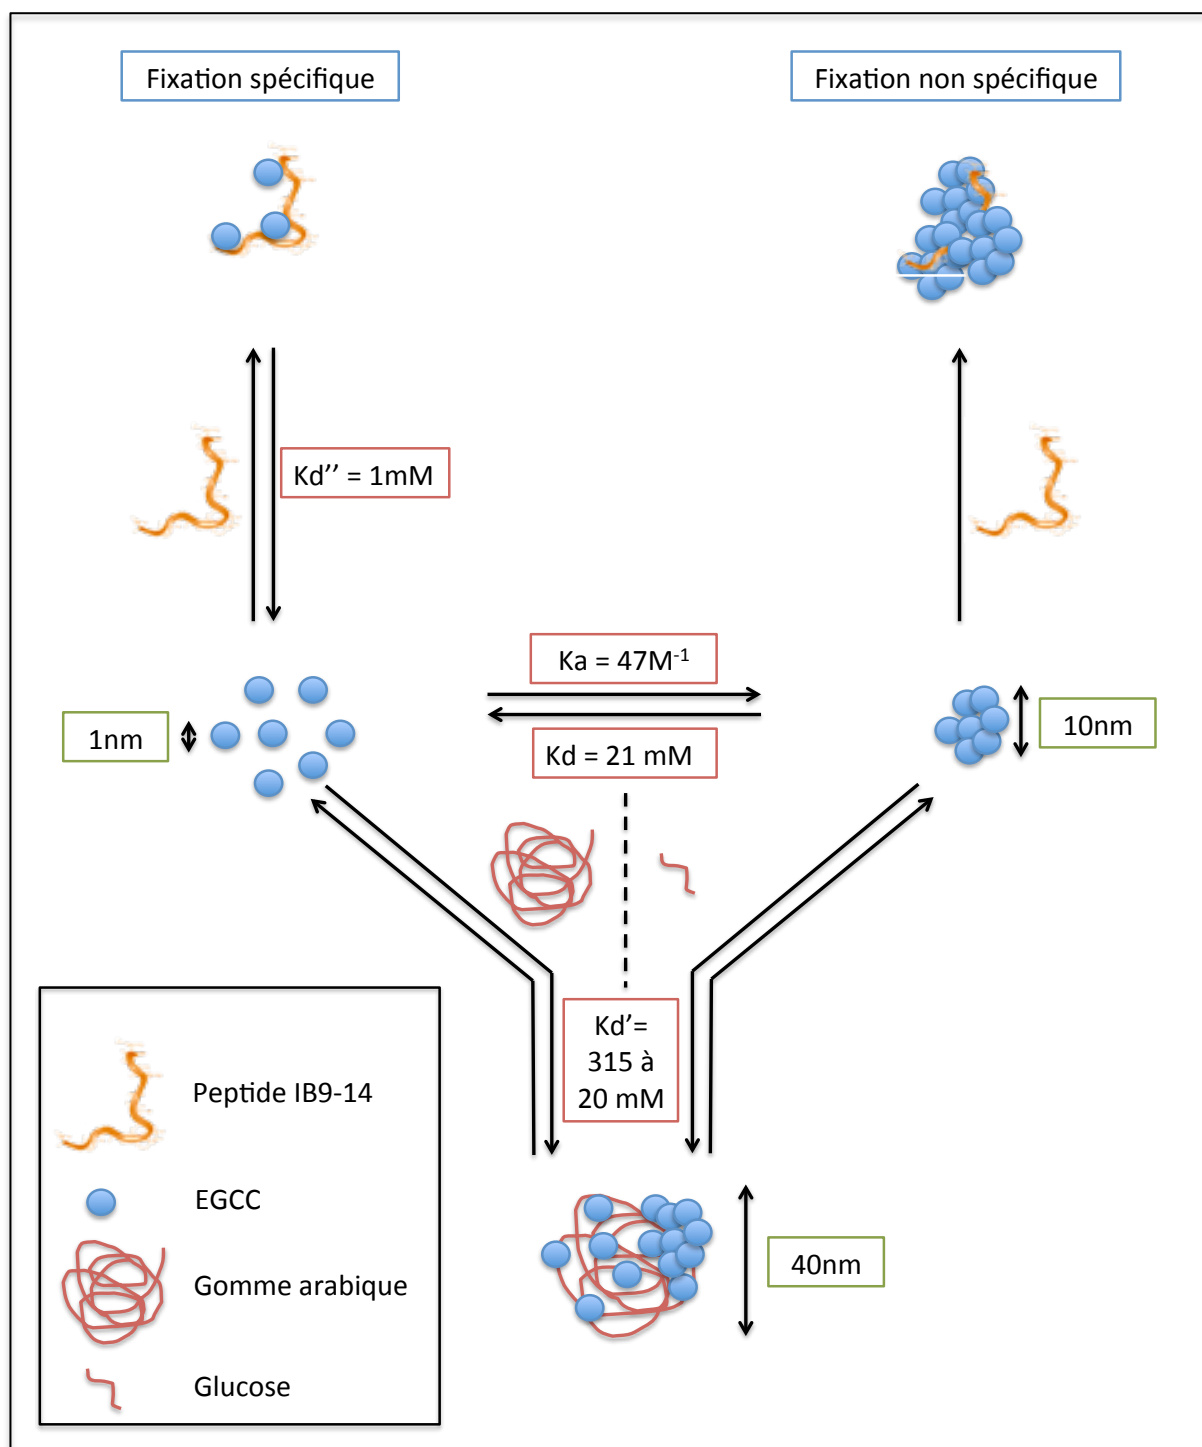 Fixation spécifique
Fixation non spécifique
Kd’’ = 1mM
Ka = 47M⁻¹
1nm
Kd = 21 mM
10nm
Kd’=
315 à
20 mM
Peptide IB9-14
EGCC
40nm
Gomme arabique
Glucose